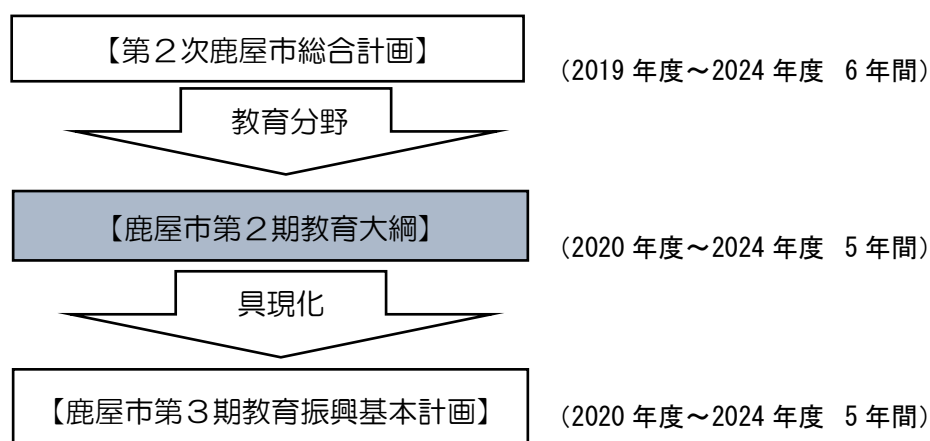 【第２次鹿屋市総合計画】
（2019 年度～2024 年度 6 年間）
教育分野
【鹿屋市第２期教育大綱】
（2020 年度～2024 年度 5 年間）
具現化
【鹿屋市第３期教育振興基本計画】
（2020 年度～2024 年度 5 年間）